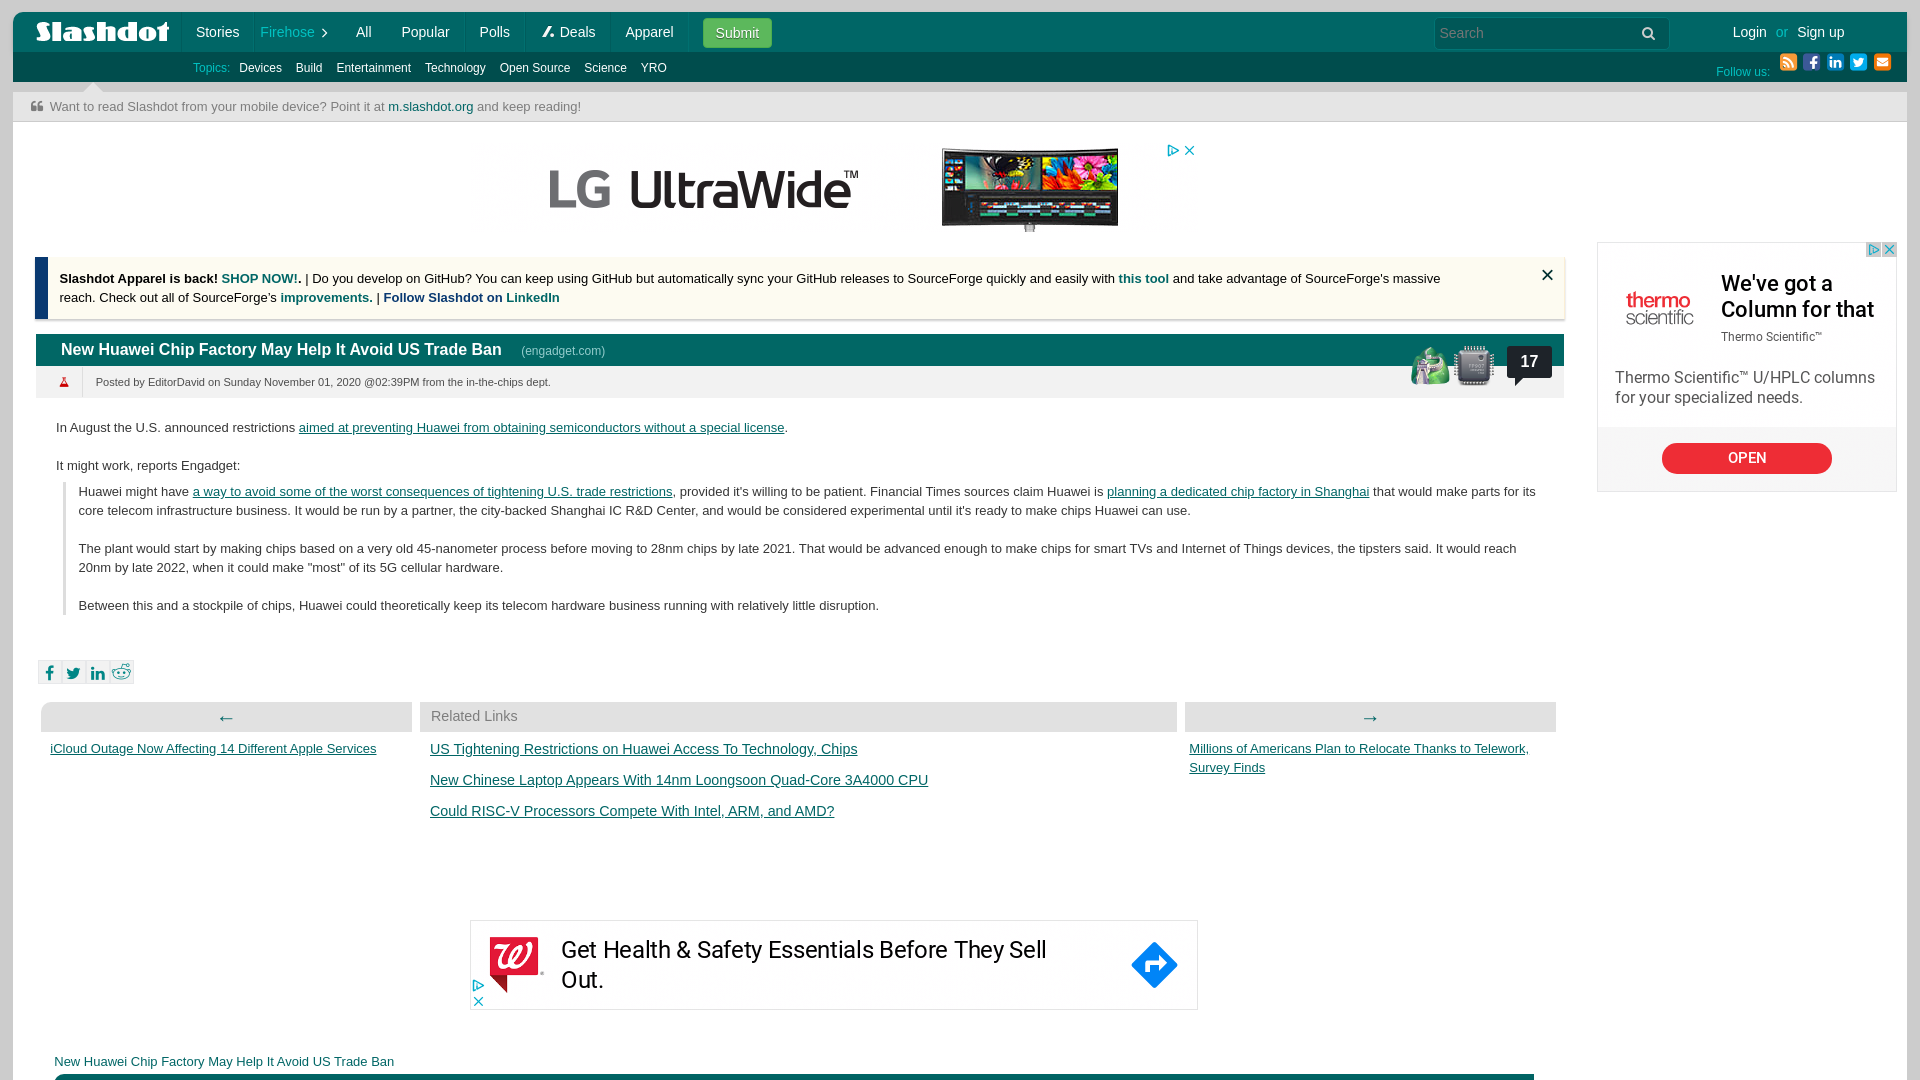 Slashdot
Stories
Firehose
All
Popular
Polls
Deals
Apparel
Submit
Search
Login or Sign up
Topics: Devices Build Entertainment Technology Open Source Science YRO
Follow us:
Want to read Slashdot from your mobile device? Point it at m.slashdot.org and keep reading!
LG UltraWide™
Slashdot Apparel is back! SHOP NOW!. | Do you develop on GitHub? You can keep using GitHub but automatically sync your GitHub releases to SourceForge quickly and easily with this tool and take advantage of SourceForge's massive
reach. Check out all of SourceForge's improvements. | Follow Slashdot on LinkedIn
✕
We've got a
Column for that
thermo
scientific
Thermo Scientific™
Thermo Scientific™ U/HPLC columns
for your specialized needs.
OPEN
New Huawei Chip Factory May Help It Avoid US Trade Ban (engadget.com)
17
Posted by EditorDavid on Sunday November 01, 2020 @02:39PM from the in-the-chips dept.
In August the U.S. announced restrictions aimed at preventing Huawei from obtaining semiconductors without a special license.
It might work, reports Engadget:
Huawei might have a way to avoid some of the worst consequences of tightening U.S. trade restrictions, provided it's willing to be patient. Financial Times sources claim Huawei is planning a dedicated chip factory in Shanghai that would make parts for its
core telecom infrastructure business. It would be run by a partner, the city-backed Shanghai IC R&D Center, and would be considered experimental until it's ready to make chips Huawei can use.
The plant would start by making chips based on a very old 45-nanometer process before moving to 28nm chips by late 2021. That would be advanced enough to make chips for smart TVs and Internet of Things devices, the tipsters said. It would reach
20nm by late 2022, when it could make "most" of its 5G cellular hardware.
Between this and a stockpile of chips, Huawei could theoretically keep its telecom hardware business running with relatively little disruption.
←
Related Links
→
iCloud Outage Now Affecting 14 Different Apple Services
US Tightening Restrictions on Huawei Access To Technology, Chips
New Chinese Laptop Appears With 14nm Loongsoon Quad-Core 3A4000 CPU
Could RISC-V Processors Compete With Intel, ARM, and AMD?
Millions of Americans Plan to Relocate Thanks to Telework,
Survey Finds
Get Health & Safety Essentials Before They Sell
Out.
New Huawei Chip Factory May Help It Avoid US Trade Ban